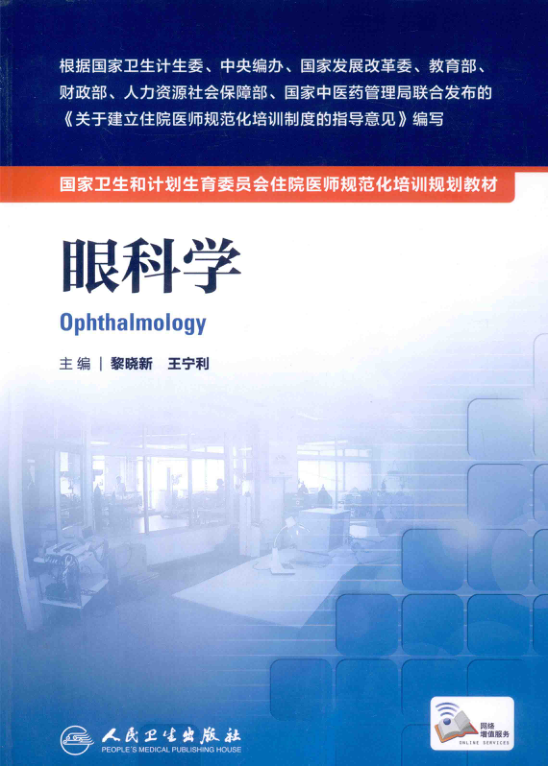 根据国家卫生计生委、中央编办、国家发展改革委、教育部、
财政部、人力资源社会保障部、国家中医药管理局联合发布的
《关于建立住院医师规范化培训制度的指导意见》编写
国家卫生和计划生育委员会住院医师规范化培训规划教材
眼科学
Ophthalmology
主编 | 黎晓新 王宁利
人民卫生出版社
PEOPLE'S MEDICAL PUBLISHING HOUSE
网络
增值服务
ONLINE SERVICES